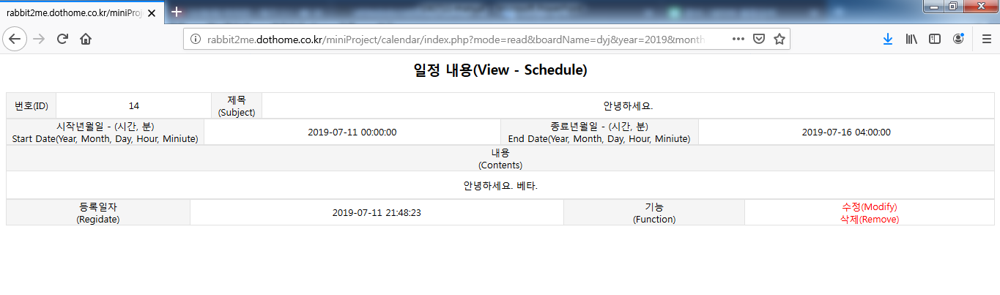 rabbit2me.dothome.co.kr/miniProj
rabbit2me.dothome.co.kr/miniProject/calendar/index.php?mode=read&boardName=dyj&year=2019&month
일정 내용(View - Schedule)
번호(ID) 14 제목 안녕하세요.
(Subject)
시작년월일 - (시간, 분) 2019-07-11 00:00:00 종료년월일 - (시간, 분) 2019-07-16 04:00:00
Start Date(Year, Month, Day, Hour, Miniute) End Date(Year, Month, Day, Hour, Miniute)
내용
(Contents)
안녕하세요. 베타.
등록일자 2019-07-11 21:48:23 기능 수정(Modify)
(Regidate) (Function) 삭제(Remove)